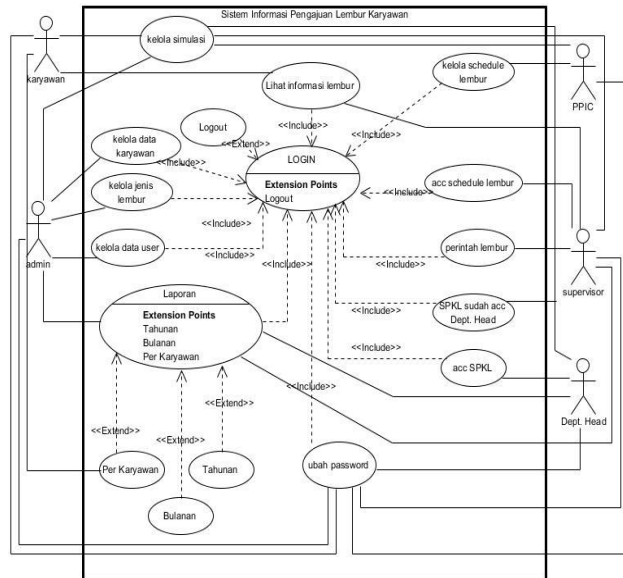 Sistem Informasi Pengajuan Lembur Karyawan
karyawan
kelola simulasi
kelola schedule
lembur
PPIC
Lihat informasi lembur
<<Include>>
<<Include>>
Logout
<<Extend>>
kelola data
karyawan
<<Include>>
LOGIN
Extension Points
Logout
kelola jenis
lembur
<<Include>>
acc schedule lembur
<<Include>>
admin
kelola data user
<<Include>>
<<Include>>
<<Include>>
perintah lembur
supervisor
Laporan
Extension Points
Tahunan
Bulanan
Per Karyawan
<<Include>>
SPKL sudah acc
Dept. Head
<<Include>>
acc SPKL
<<Include>>
Dept. Head
<<Extend>>
<<Extend>>
<<Extend>>
Per Karyawan
Tahunan
ubah password
Bulanan